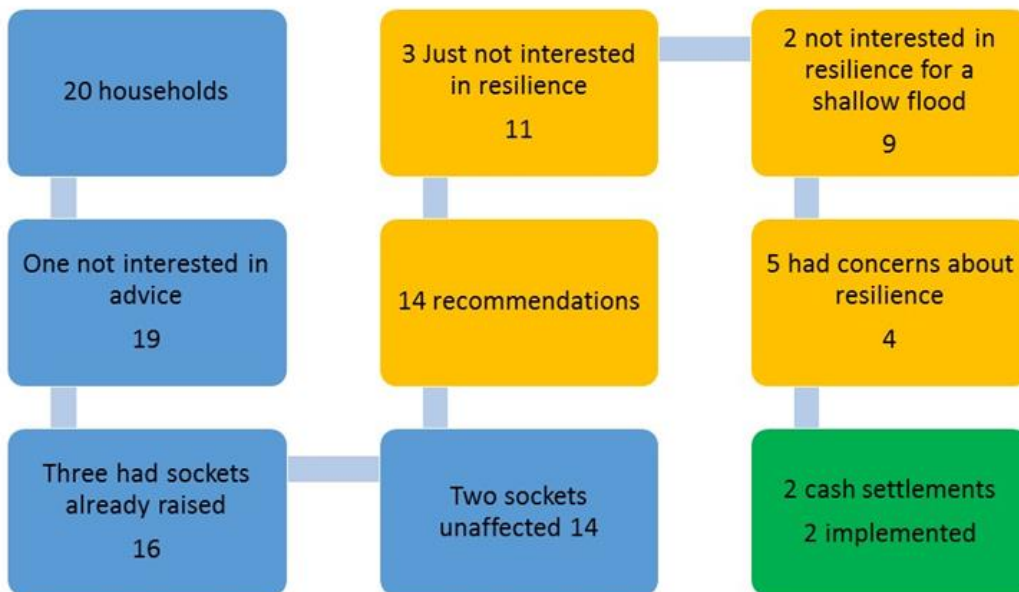 20 households
One not interested in
advice
19
Three had sockets
already raised
16
Two sockets
unaffected 14
14 recommendations
3 Just not interested
in resilience
11
2 not interested in
resilience for a
shallow flood
9
5 had concerns about
resilience
4
2 cash settlements
2 implemented